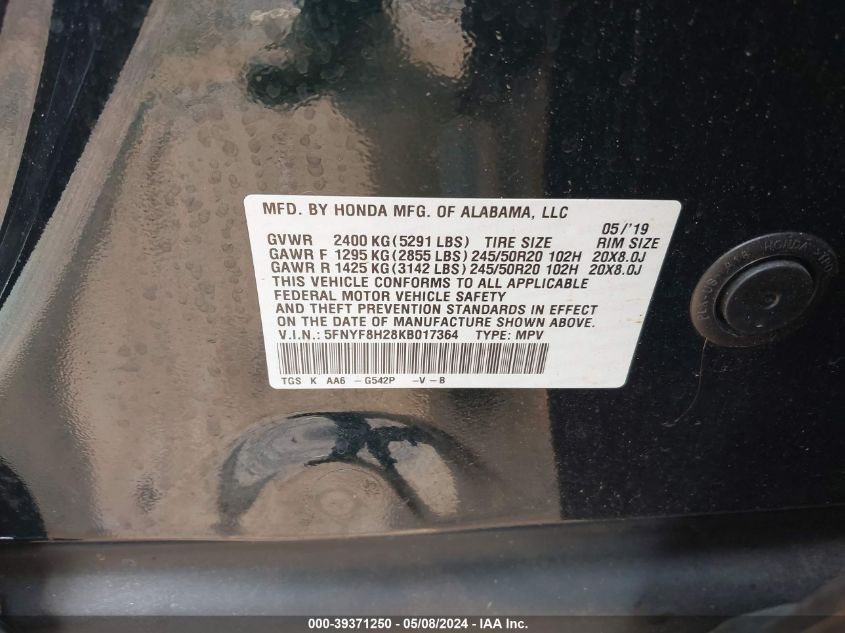 MFD. BY HONDA MFG. OF ALABAMA, LLC
05/'19
GVWR 2400 KG(5291 LBS) TIRE SIZE RIM SIZE
GAWR F 1295 KG(2855 LBS) 245/50R20 102H 20X8.0J
GAWR R 1425 KG(3142 LBS) 245/50R20 102H 20X8.0J
THIS VEHICLE CONFORMS TO ALL APPLICABLE
FEDERAL MOTOR VEHICLE SAFETY
AND THEFT PREVENTION STANDARDS IN EFFECT
ON THE DATE OF MANUFACTURE SHOWN ABOVE.
V.I.N.: 5FNYF8H28KB017364 TYPE: MPV
TGS K AA6 -G542P -V-B
HONDA
000-39371250 - 05/08/2024 - IAA Inc.